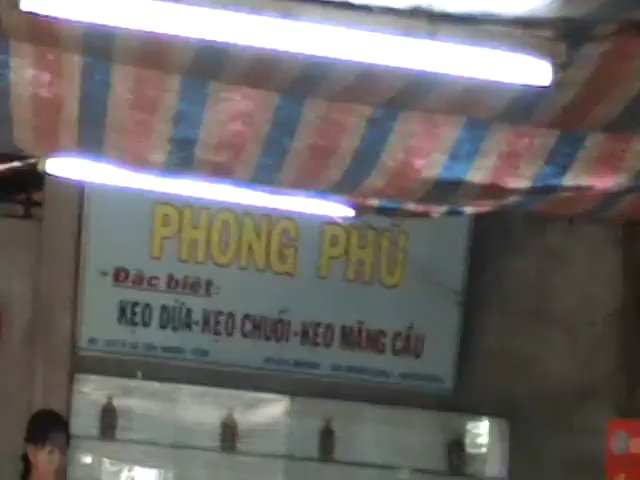 PHONG PHÚ
- Đặc biệt:
KẸO DỪA-KẸO CHUỐI-KẸO MÃNG CẦU